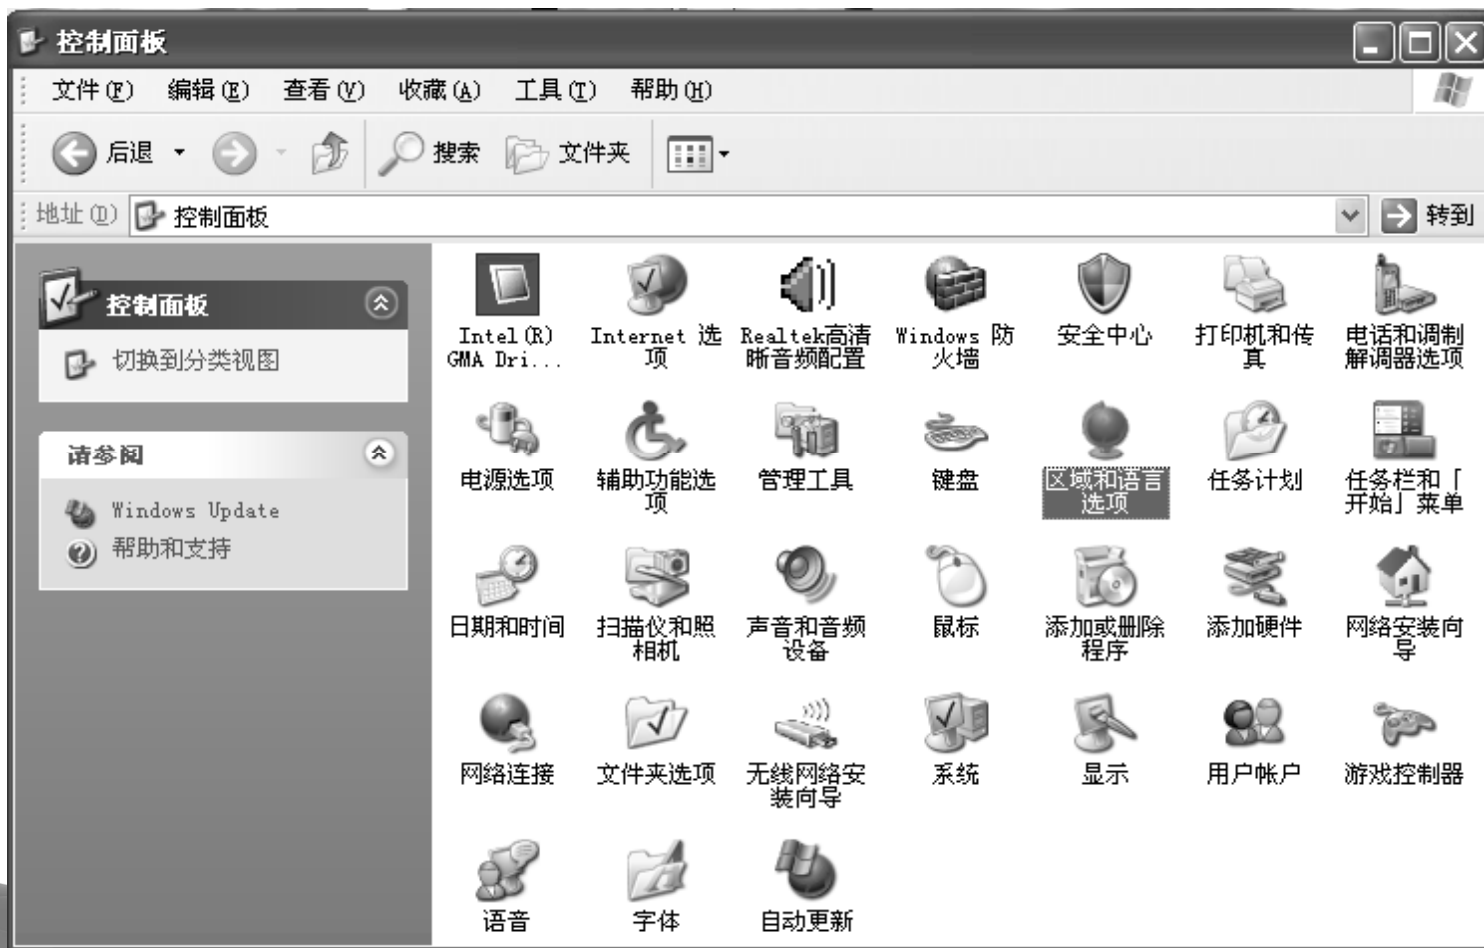 控制面板
文件(F) 编辑(E) 查看(V) 收藏(A) 工具(T) 帮助(H)
后退 搜索 文件夹
地址(D) 控制面板 转到
控制面板
切换到分类视图
请参阅
Windows Update
帮助和支持
Intel(R)
GMA Dri...
Internet 选
项
Realtek高清
晰音频配置
Windows 防
火墙
安全中心
打印机和传
真
电话和调制
解调器选项
电源选项
辅助功能选
项
管理工具
键盘
区域和语言
选项
任务计划
任务栏和「
开始」菜单
日期和时间
扫描仪和照
相机
声音和音频
设备
鼠标
添加或删除
程序
添加硬件
网络安装向
导
网络连接
文件夹选项
无线网络安
装向导
系统
显示
用户帐户
游戏控制器
语音
字体
自动更新